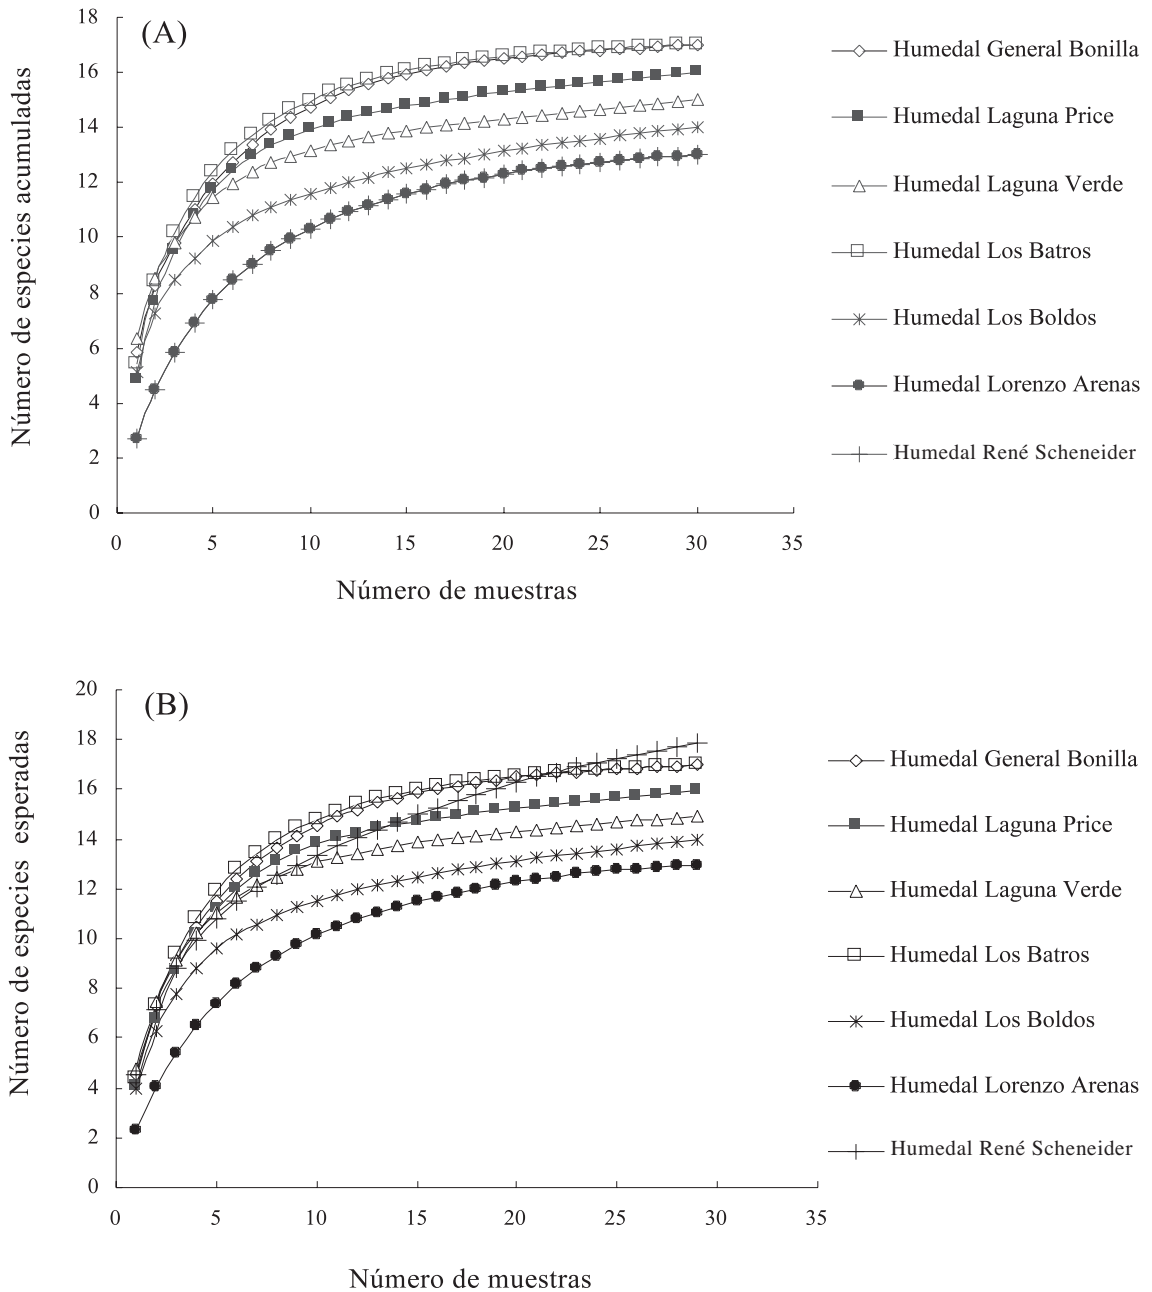 (A)
Número de especies acumuladas
18
16
14
12
10
8
6
4
2
0
0 5 10 15 20 25 30 35
Número de muestras
Humedal General Bonilla
Humedal Laguna Price
Humedal Laguna Verde
Humedal Los Batros
Humedal Los Boldos
Humedal Lorenzo Arenas
Humedal René Scheneider
(B)
Número de especies esperadas
20
18
16
14
12
10
8
6
4
2
0
0 5 10 15 20 25 30 35
Número de muestras
Humedal General Bonilla
Humedal Laguna Price
Humedal Laguna Verde
Humedal Los Batros
Humedal Los Boldos
Humedal Lorenzo Arenas
Humedal René Scheneider